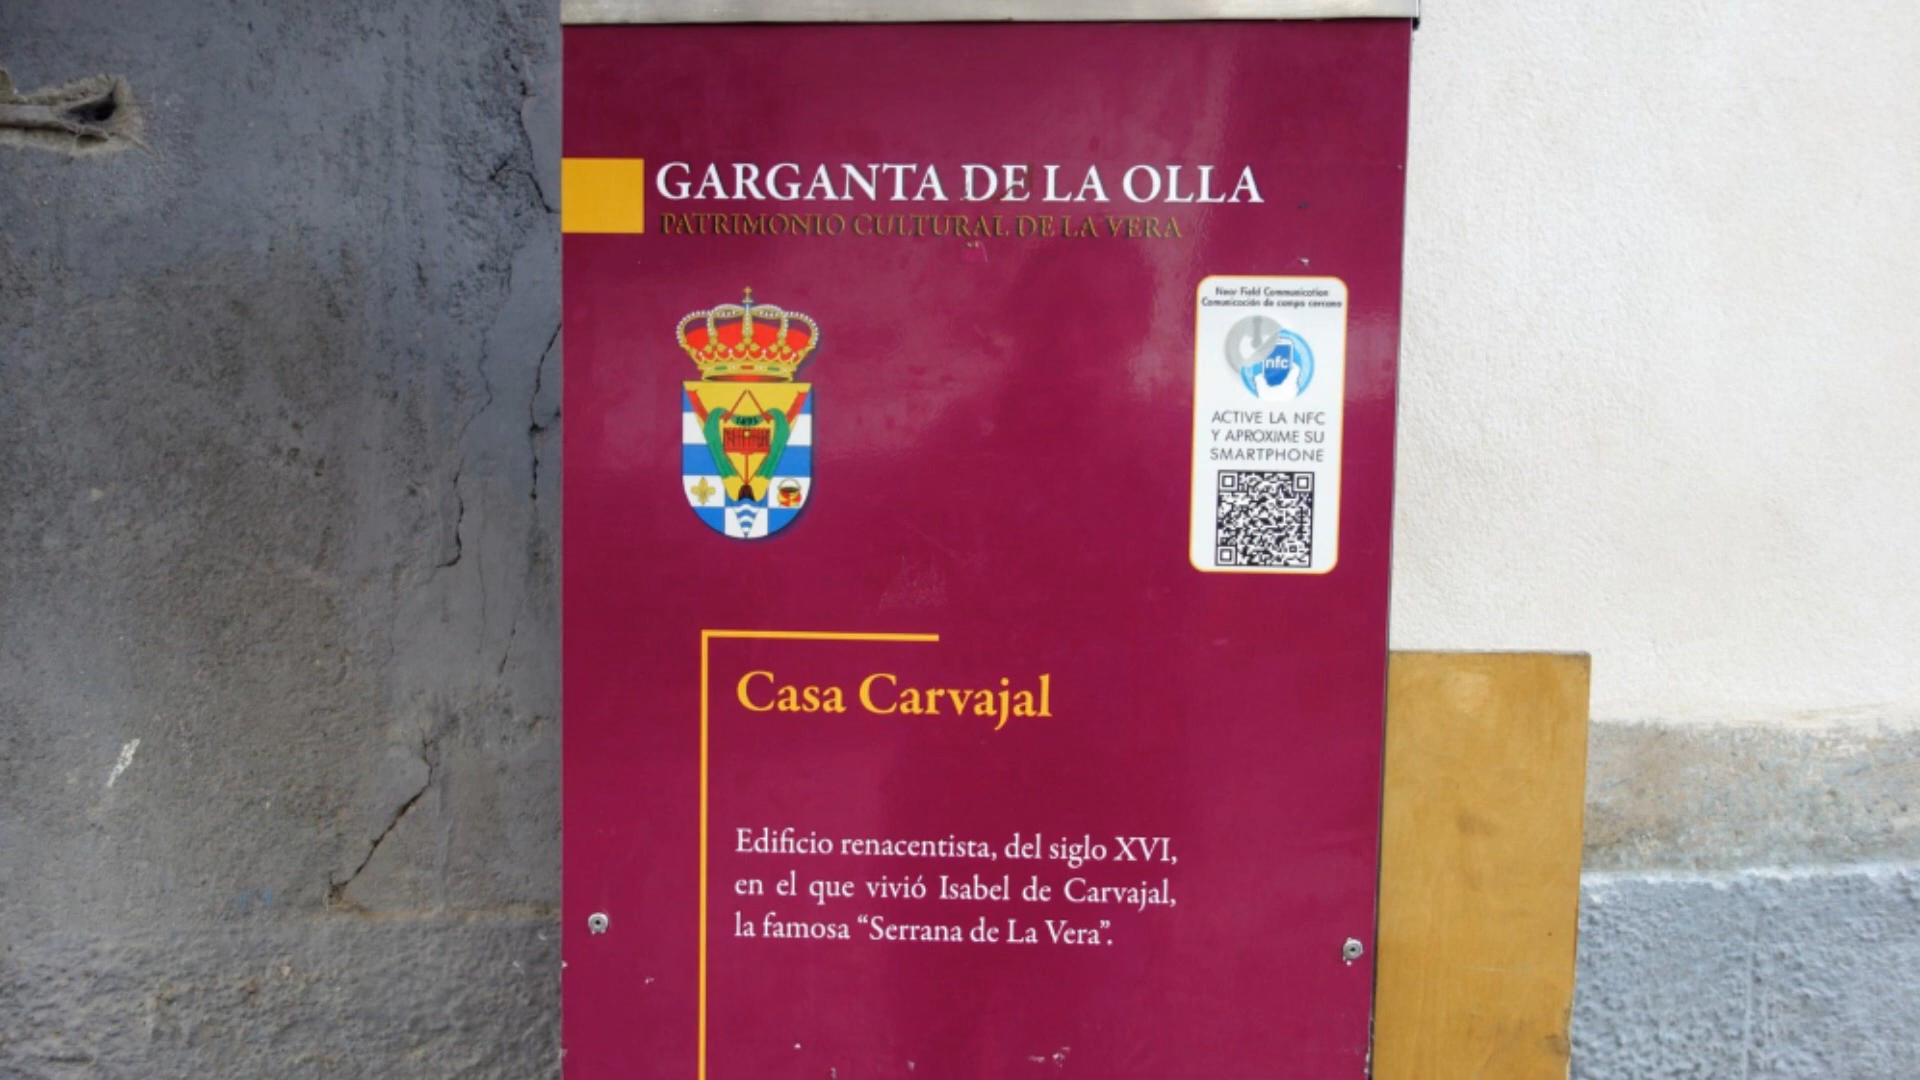 GARGANTA DE LA OLLA
PATRIMONIO CULTURAL DE LA VERA
Near Field Communication
Comunicación de campo cercano
nfc
ACTIVE LA NFC
Y APROXIME SU
SMARTPHONE
Casa Carvajal
Edificio renacentista, del siglo XVI,
en el que vivió Isabel de Carvajal,
la famosa “Serrana de La Vera”.